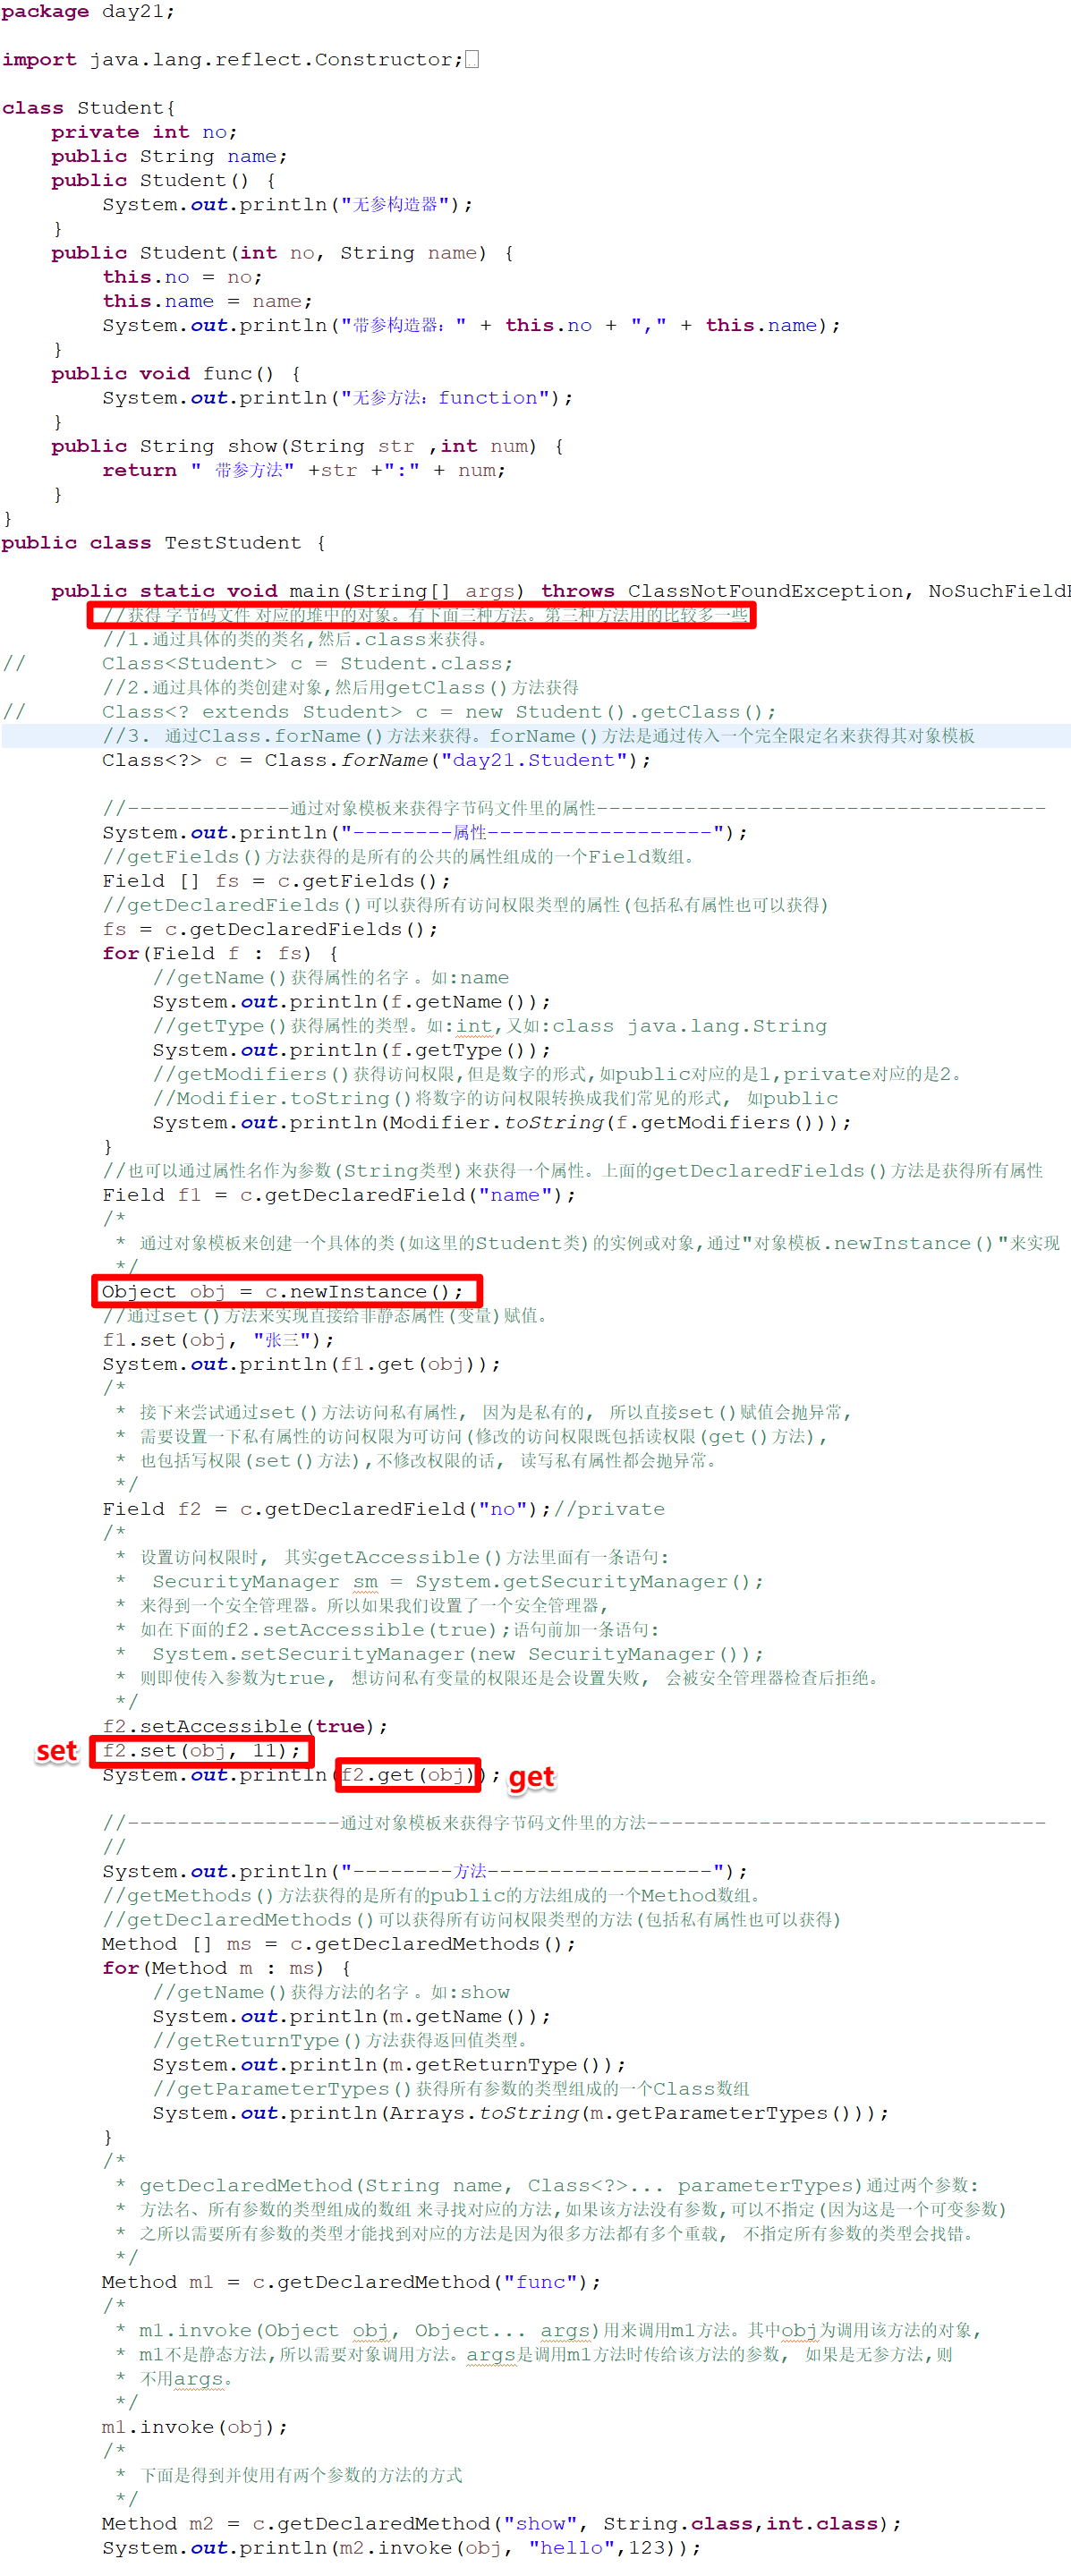 package day21;
import java.lang.reflect.Constructor;
class Student{
    private int no;
    public String name;
    public Student() {
        System.out.println("无参构造器");
    }
    public Student(int no, String name) {
        this.no = no;
        this.name = name;
        System.out.println("带参构造器：" + this.no + "," + this.name);
    }
    public void func() {
        System.out.println("无参方法：function");
    }
    public String show(String str ,int num) {
        return " 带参方法" +str +":" + num;
    }
}
public class TestStudent {
    public static void main(String[] args) throws ClassNotFoundException, NoSuchFieldE
        //获得 字节码文件 对应的堆中的对象。有下面三种方法。第三种方法用的比较多一些
        //1.通过具体的类的类名,然后.class来获得。
//      Class<Student> c = Student.class;
        //2.通过具体的类创建对象,然后用getClass()方法获得
//      Class<? extends Student> c = new Student().getClass();
        //3. 通过Class.forName()方法来获得。forName()方法是通过传入一个完全限定名来获得其对象模板
        Class<?> c = Class.forName("day21.Student");
        //-------------通过对象模板来获得字节码文件里的属性------------------------------------
        System.out.println("--------属性------------------");
        //getFields()方法获得的是所有的公共的属性组成的一个Field数组。
        Field [] fs = c.getFields();
        //getDeclaredFields()可以获得所有访问权限类型的属性(包括私有属性也可以获得)
        fs = c.getDeclaredFields();
        for(Field f : fs) {
            //getName()获得属性的名字 。如:name
            System.out.println(f.getName());
            //getType()获得属性的类型。如:int,又如:class java.lang.String
            System.out.println(f.getType());
            //getModifiers()获得访问权限,但是数字的形式,如public对应的是1,private对应的是2。
            //Modifier.toString()将数字的访问权限转换成我们常见的形式, 如public
            System.out.println(Modifier.toString(f.getModifiers()));
        }
        //也可以通过属性名作为参数(String类型)来获得一个属性。上面的getDeclaredFields()方法是获得所有属性
        Field f1 = c.getDeclaredField("name");
        /*
         * 通过对象模板来创建一个具体的类(如这里的Student类)的实例或对象,通过"对象模板.newInstance()"来实现
         */
        Object obj = c.newInstance();
        //通过set()方法来实现直接给非静态属性(变量)赋值。
        f1.set(obj, "张三");
        System.out.println(f1.get(obj));
        /*
         * 接下来尝试通过set()方法访问私有属性, 因为是私有的, 所以直接set()赋值会抛异常,
         * 需要设置一下私有属性的访问权限为可访问(修改的访问权限既包括读权限(get()方法),
         * 也包括写权限(set()方法),不修改权限的话, 读写私有属性都会抛异常。
         */
        Field f2 = c.getDeclaredField("no");//private
        /*
         * 设置访问权限时, 其实getAccessible()方法里面有一条语句:
         *  SecurityManager sm = System.getSecurityManager();
         * 来得到一个安全管理器。所以如果我们设置了一个安全管理器,
         * 如在下面的f2.setAccessible(true);语句前加一条语句:
         *  System.setSecurityManager(new SecurityManager());
         * 则即使传入参数为true, 想访问私有变量的权限还是会设置失败, 会被安全管理器检查后拒绝。
         */
        f2.setAccessible(true);
set f2.set(obj, 11);
        System.out.println(f2.get(obj)); get
        //-----------------通过对象模板来获得字节码文件里的方法--------------------------------
        //
        System.out.println("--------方法------------------");
        //getMethods()方法获得的是所有的public的方法组成的一个Method数组。
        //getDeclaredMethods()可以获得所有访问权限类型的方法(包括私有属性也可以获得)
        Method [] ms = c.getDeclaredMethods();
        for(Method m : ms) {
            //getName()获得方法的名字 。如:show
            System.out.println(m.getName());
            //getReturnType()方法获得返回值类型。
            System.out.println(m.getReturnType());
            //getParameterTypes()获得所有参数的类型组成的一个Class数组
            System.out.println(Arrays.toString(m.getParameterTypes()));
        }
        /*
         * getDeclaredMethod(String name, Class<?>... parameterTypes)通过两个参数:
         * 方法名、所有参数的类型组成的数组 来寻找对应的方法,如果该方法没有参数,可以不指定(因为这是一个可变参数)
         * 之所以需要所有参数的类型才能找到对应的方法是因为很多方法都有多个重载, 不指定所有参数的类型会找错。
         */
        Method m1 = c.getDeclaredMethod("func");
        /*
         * m1.invoke(Object obj, Object... args)用来调用m1方法。其中obj为调用该方法的对象,
         * m1不是静态方法,所以需要对象调用方法。args是调用m1方法时传给该方法的参数, 如果是无参方法,则
         * 不用args。
         */
        m1.invoke(obj);
        /*
         * 下面是得到并使用有两个参数的方法的方式
         */
        Method m2 = c.getDeclaredMethod("show", String.class,int.class);
        System.out.println(m2.invoke(obj, "hello",123));